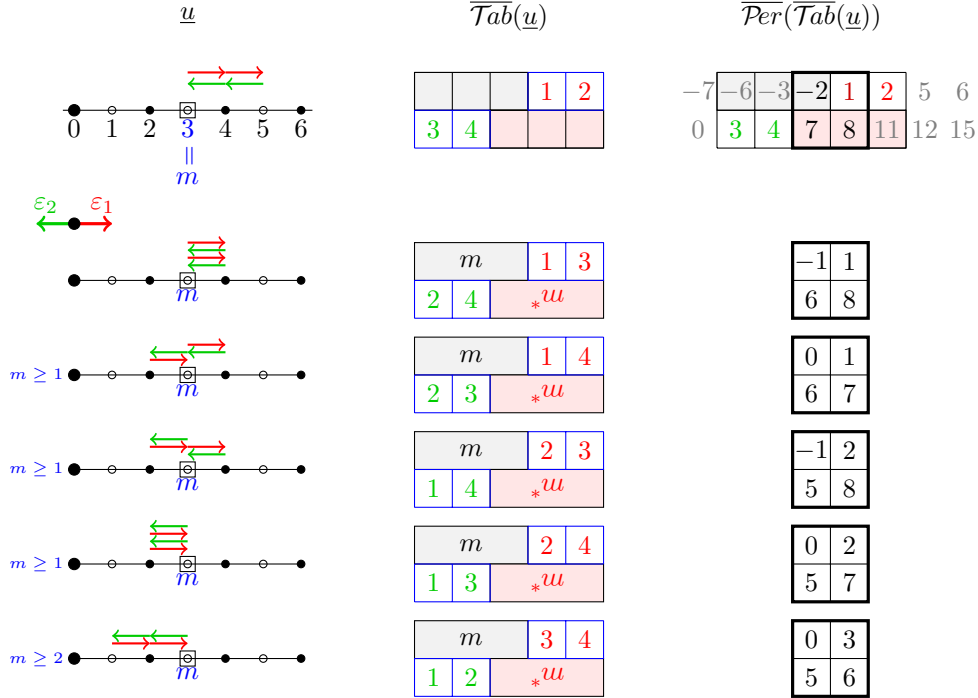 u Tab(u) Per(Tab(u))
1 2 −7 −6 −3 −2 1 2 5 6
0 1 2 3 4 5 6 3 4 0 3 4 7 8 11 12 15
=
m
ε2 ε1
m 1 3 −1 1
m 2 4 *m 6 8
m ≥ 1 m 1 4 0 1
m 2 3 *m 6 7
m ≥ 1 m 2 3 −1 2
m 1 4 *m 5 8
m ≥ 1 m 2 4 0 2
m 1 3 *m 5 7
m ≥ 2 m 3 4 0 3
m 1 2 *m 5 6